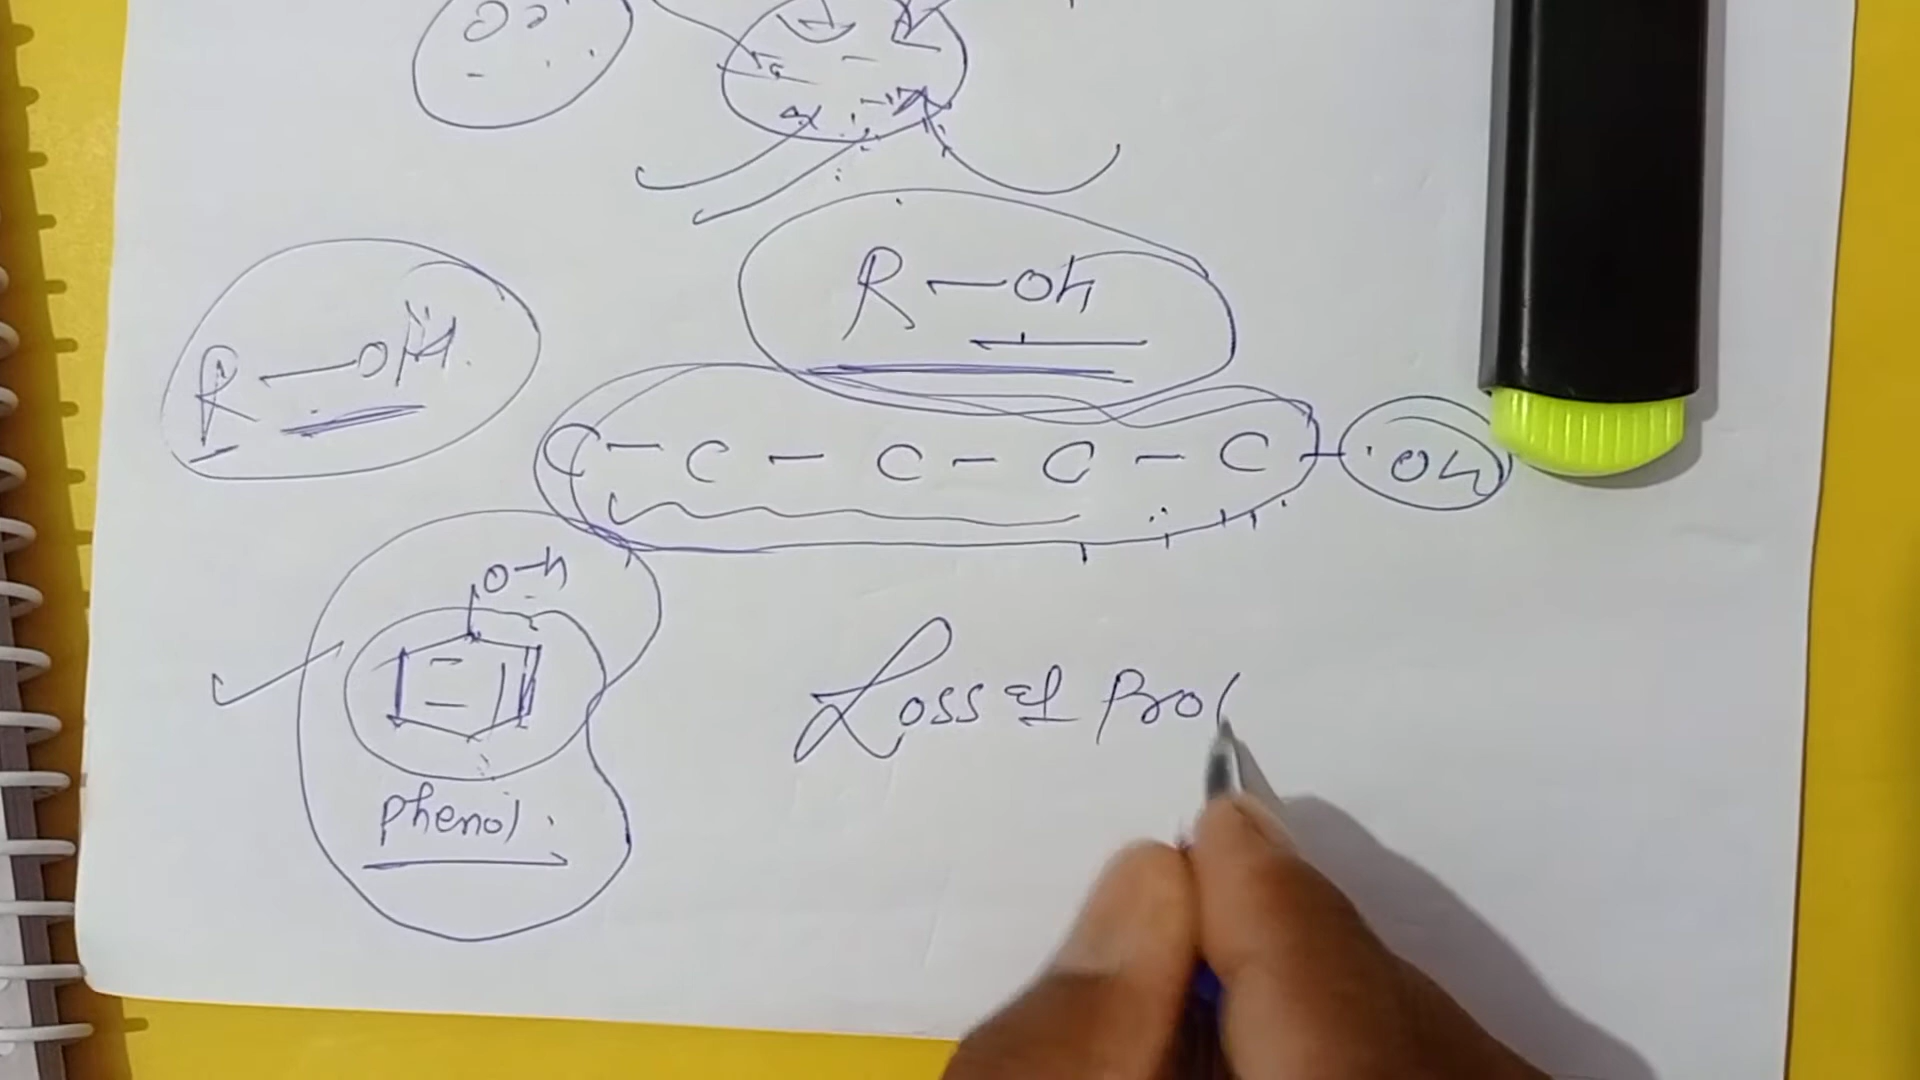 R-oh
R-OH
C-C-C-C-C-oh
O-h
Loss of Pro
phenol.